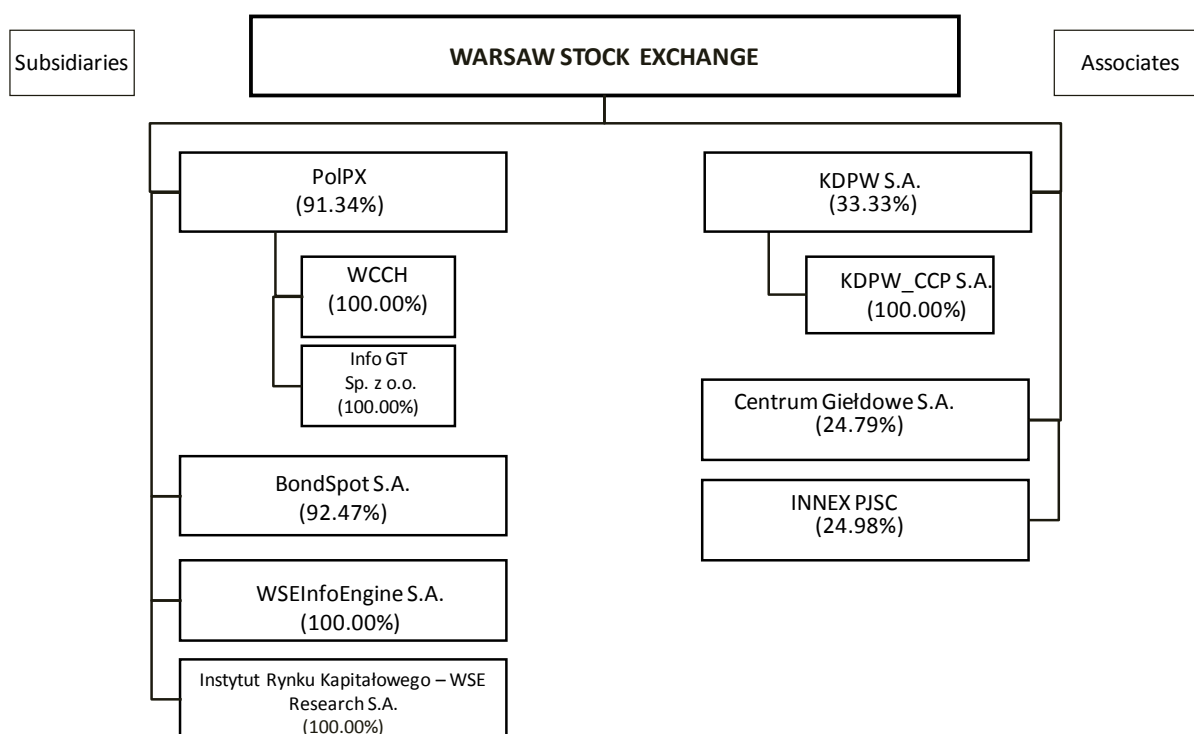 Subsidiaries
WARSAW STOCK EXCHANGE
Associates
PolPX
(91.34%)
WCCH
(100.00%)
Info GT
Sp. z o.o.
(100.00%)
BondSpot S.A.
(92.47%)
WSEInfoEngine S.A.
(100.00%)
Instytut Rynku Kapitałowego – WSE
Research S.A.
(100.00%)
KDPW S.A.
(33.33%)
KDPW_CCP S.A.
(100.00%)
Centrum Giełdowe S.A.
(24.79%)
INNEX PJSC
(24.98%)